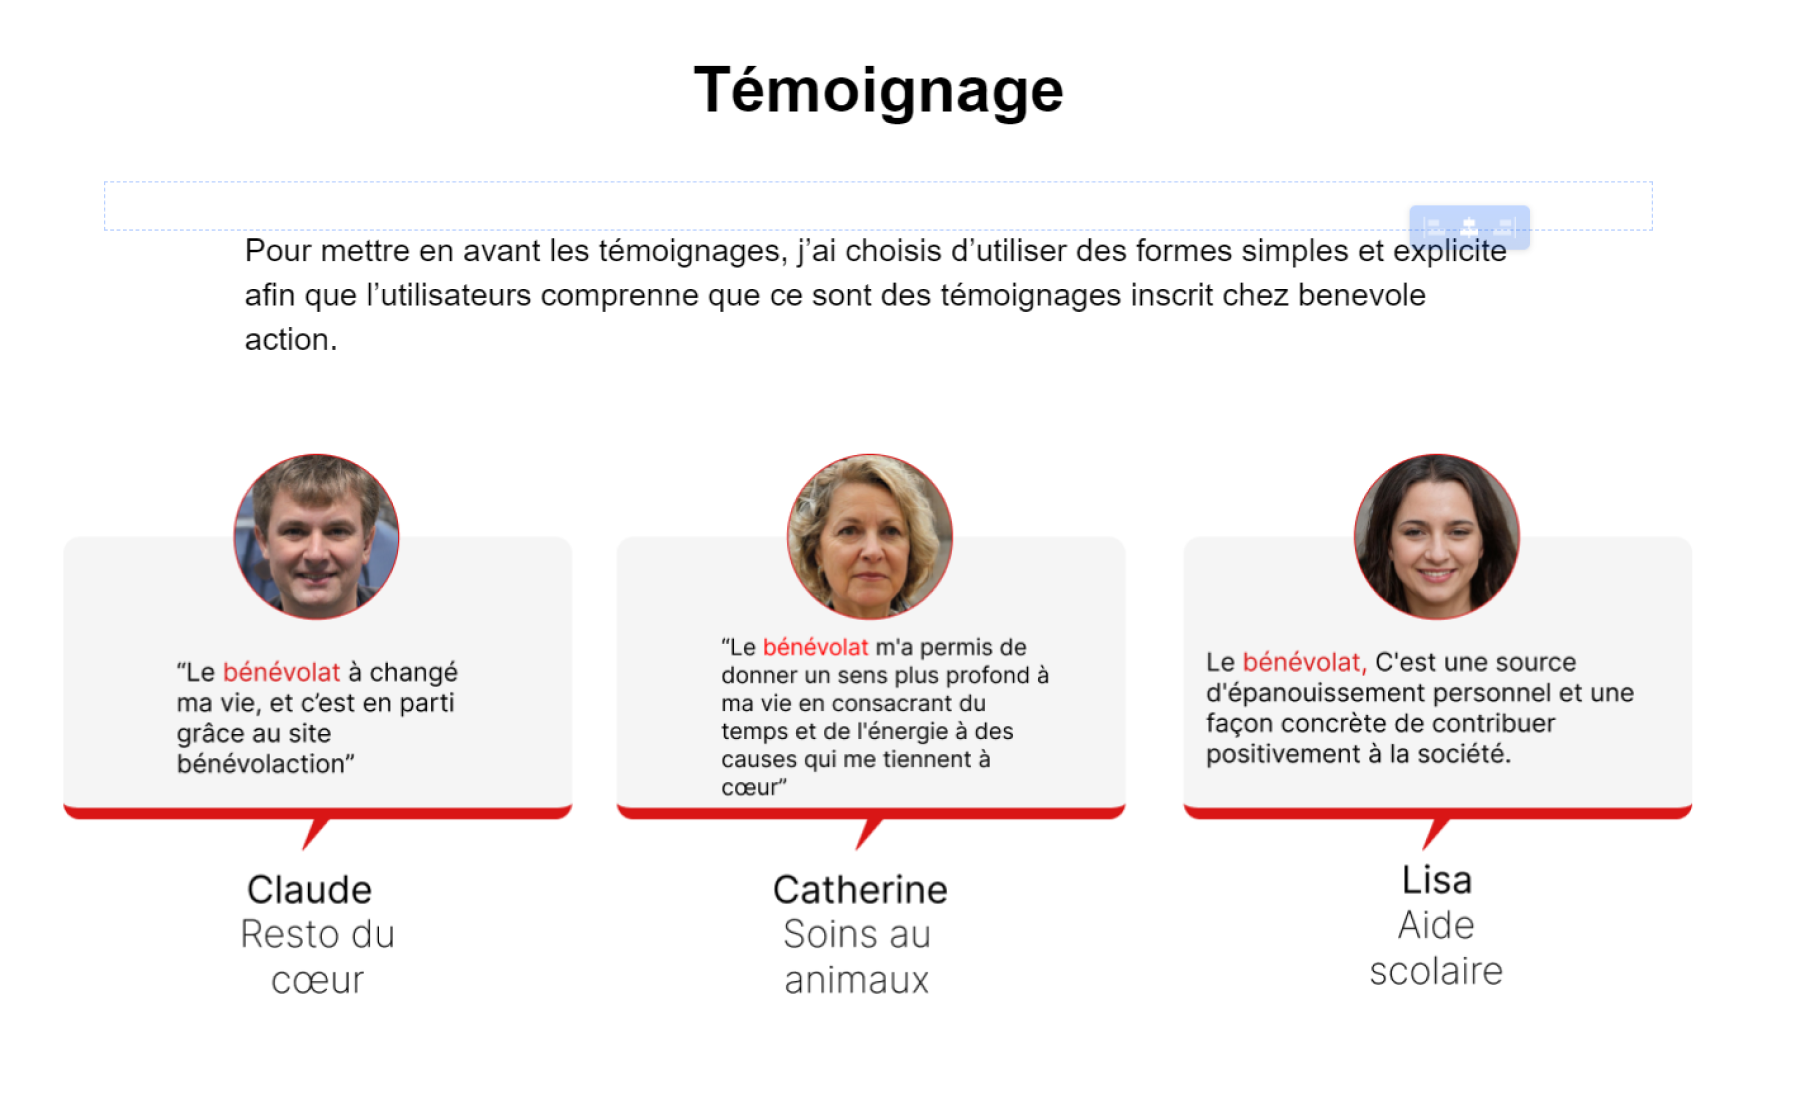 Témoignage
Pour mettre en avant les témoignages, j’ai choisis d’utiliser des formes simples et explicite
afin que l’utilisateurs comprenne que ce sont des témoignages inscrit chez benevole
action.
“Le bénévolat à changé
ma vie, et c’est en parti
grâce au site
bénévolaction”
“Le bénévolat m'a permis de
donner un sens plus profond à
ma vie en consacrant du
temps et de l'énergie à des
causes qui me tiennent à
cœur”
Le bénévolat, C'est une source
d'épanouissement personnel et une
façon concrète de contribuer
positivement à la société.
Claude
Resto du
cœur
Catherine
Soins au
animaux
Lisa
Aide
scolaire